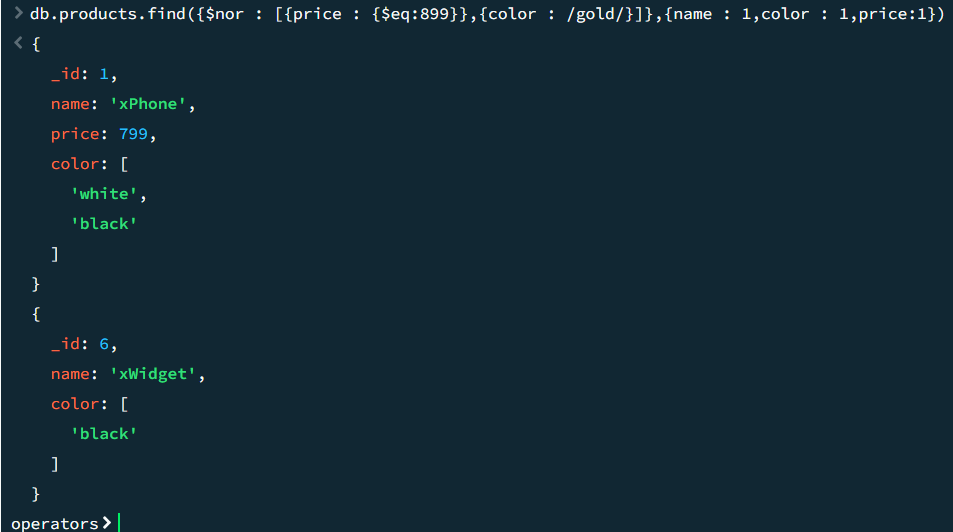 > db.products.find({$nor : [{price : {$eq:899}},{color : /gold/}]},{name : 1,color : 1,price:1})
< {
_id: 1,
name: 'xPhone',
price: 799,
color: [
'white',
'black'
]
}
{
_id: 6,
name: 'xWidget',
color: [
'black'
]
}
operators>